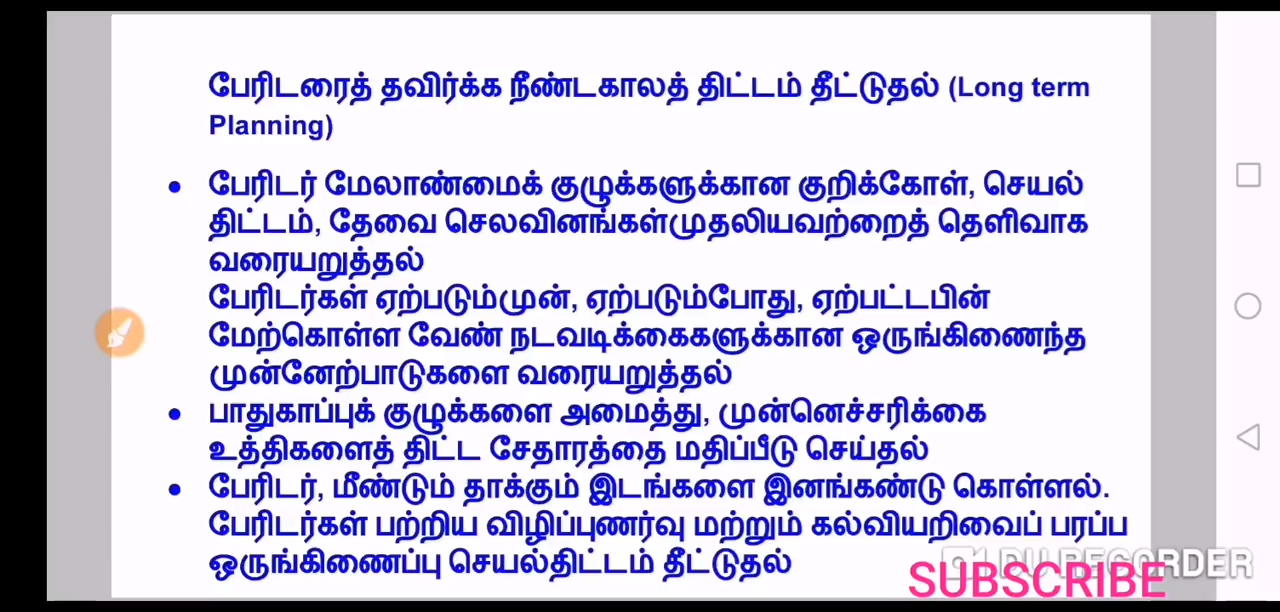 பேரிடரைத் தவிர்க்க நீண்டகாலத் திட்டம் தீட்டுதல் (Long term
Planning)
• பேரிடர் மேலாண்மைக் குழுக்களுக்கான குறிக்கோள், செயல்
திட்டம், தேவை செலவினங்கள்முதலியவற்றைத் தெளிவாக
வரையறுத்தல்
பேரிடர்கள் ஏற்படும்முன், ஏற்படும்போது, ஏற்பட்டபின்
மேற்கொள்ள வேண் நடவடிக்கைகளுக்கான ஒருங்கிணைந்த
முன்னேற்பாடுகளை வரையறுத்தல்
• பாதுகாப்புக் குழுக்களை அமைத்து, முன்னெச்சரிக்கை
உத்திகளைத் திட்ட சேதாரத்தை மதிப்பீடு செய்தல்
• பேரிடர், மீண்டும் தாக்கும் இடங்களை இனங்கண்டு கொள்ளல்.
பேரிடர்கள் பற்றிய விழிப்புணர்வு மற்றும் கல்வியறிவைப் பரப்ப
ஒருங்கிணைப்பு செயல்திட்டம் தீட்டுதல்
DU RECORDER
SUBSCRIBE